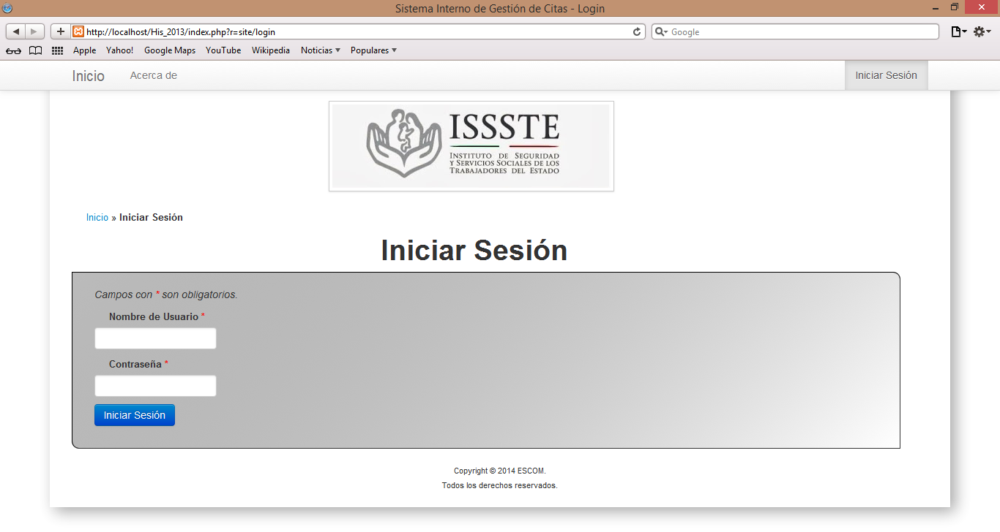 Sistema Interno de Gestión de Citas - Login
http://localhost/His_2013/index.php?r=site/login
Google
Apple Yahoo! Google Maps YouTube Wikipedia Noticias Populares
Inicio Acerca de Iniciar Sesión
ISSSTE
INSTITUTO DE SEGURIDAD
Y SERVICIOS SOCIALES DE LOS
TRABAJADORES DEL ESTADO
Inicio » Iniciar Sesión
Iniciar Sesión
Campos con * son obligatorios.
Nombre de Usuario *
Contraseña *
Iniciar Sesión
Copyright © 2014 ESCOM.
Todos los derechos reservados.